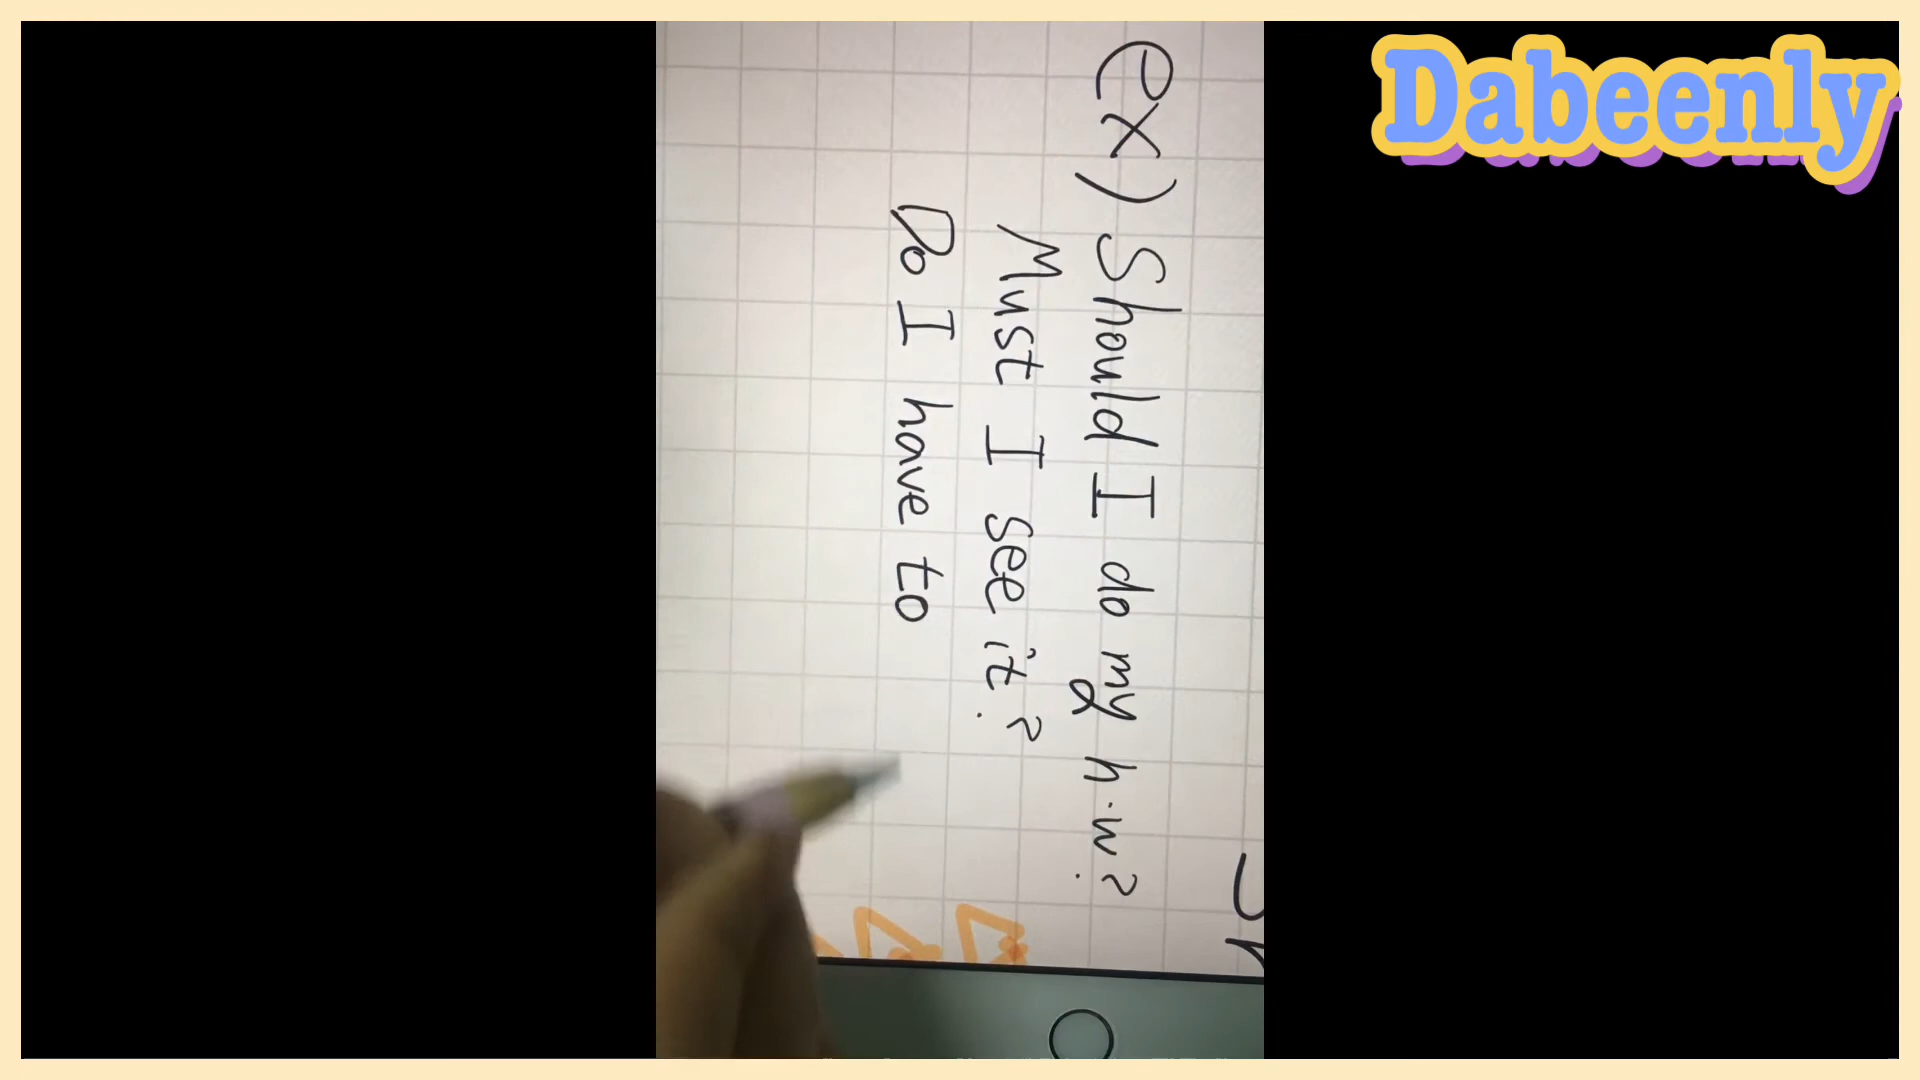 Dabeenly
ex) Should I do my h.w?
Must I see it?
Do I have to